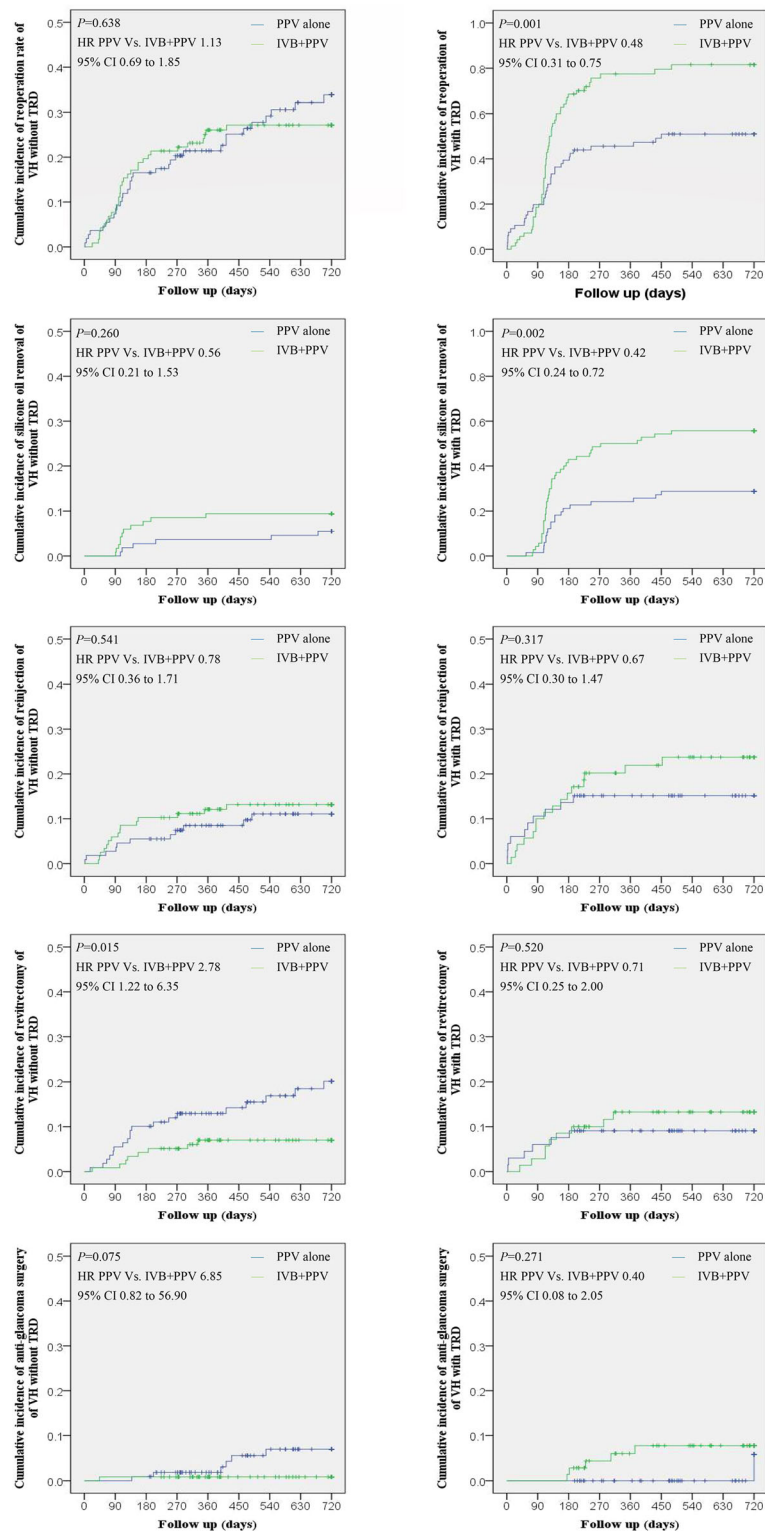 Cumulative incidence of reoperation rate of
VH without TRD
P=0.638
HR PPV Vs. IVB+PPV 1.13
95% CI 0.69 to 1.85
PPV alone
IVB+PPV
0.5
0.4
0.3
0.2
0.1
0.0
0 90 180 270 360 450 540 630 720
Follow up (days)
Cumulative incidence of reoperation of
VH with TRD
P=0.001
HR PPV Vs. IVB+PPV 0.48
95% CI 0.31 to 0.75
PPV alone
IVB+PPV
1.0
0.8
0.6
0.4
0.2
0.0
0 90 180 270 360 450 540 630 720
Follow up (days)
Cumulative incidence of silicone oil removal of
VH without TRD
P=0.260
HR PPV Vs. IVB+PPV 0.56
95% CI 0.21 to 1.53
PPV alone
IVB+PPV
0.5
0.4
0.3
0.2
0.1
0.0
0 90 180 270 360 450 540 630 720
Follow up (days)
Cumulative incidence of silicone oil removal of
VH with TRD
P=0.002
HR PPV Vs. IVB+PPV 0.42
95% CI 0.24 to 0.72
PPV alone
IVB+PPV
1.0
0.8
0.6
0.4
0.2
0.0
0 90 180 270 360 450 540 630 720
Follow up (days)
Cumulative incidence of reinjection of
VH without TRD
P=0.541
HR PPV Vs. IVB+PPV 0.78
95% CI 0.36 to 1.71
PPV alone
IVB+PPV
0.5
0.4
0.3
0.2
0.1
0.0
0 90 180 270 360 450 540 630 720
Follow up (days)
Cumulative incidence of reinjection of
VH with TRD
P=0.317
HR PPV Vs. IVB+PPV 0.67
95% CI 0.30 to 1.47
PPV alone
IVB+PPV
0.5
0.4
0.3
0.2
0.1
0.0
0 90 180 270 360 450 540 630 720
Follow up (days)
Cumulative incidence of revitrectomy of
VH without TRD
P=0.015
HR PPV Vs. IVB+PPV 2.78
95% CI 1.22 to 6.35
PPV alone
IVB+PPV
0.5
0.4
0.3
0.2
0.1
0.0
0 90 180 270 360 450 540 630 720
Follow up (days)
Cumulative incidence of revitrectomy of
VH with TRD
P=0.520
HR PPV Vs. IVB+PPV 0.71
95% CI 0.25 to 2.00
PPV alone
IVB+PPV
0.5
0.4
0.3
0.2
0.1
0.0
0 90 180 270 360 450 540 630 720
Follow up (days)
Cumulative incidence of anti-glaucoma surgery
of VH without TRD
P=0.075
HR PPV Vs. IVB+PPV 6.85
95% CI 0.82 to 56.90
PPV alone
IVB+PPV
0.5
0.4
0.3
0.2
0.1
0.0
0 90 180 270 360 450 540 630 720
Follow up (days)
Cumulative incidence of anti-glaucoma surgery
of VH with TRD
P=0.271
HR PPV Vs. IVB+PPV 0.40
95% CI 0.08 to 2.05
PPV alone
IVB+PPV
0.5
0.4
0.3
0.2
0.1
0.0
0 90 180 270 360 450 540 630 720
Follow up (days)